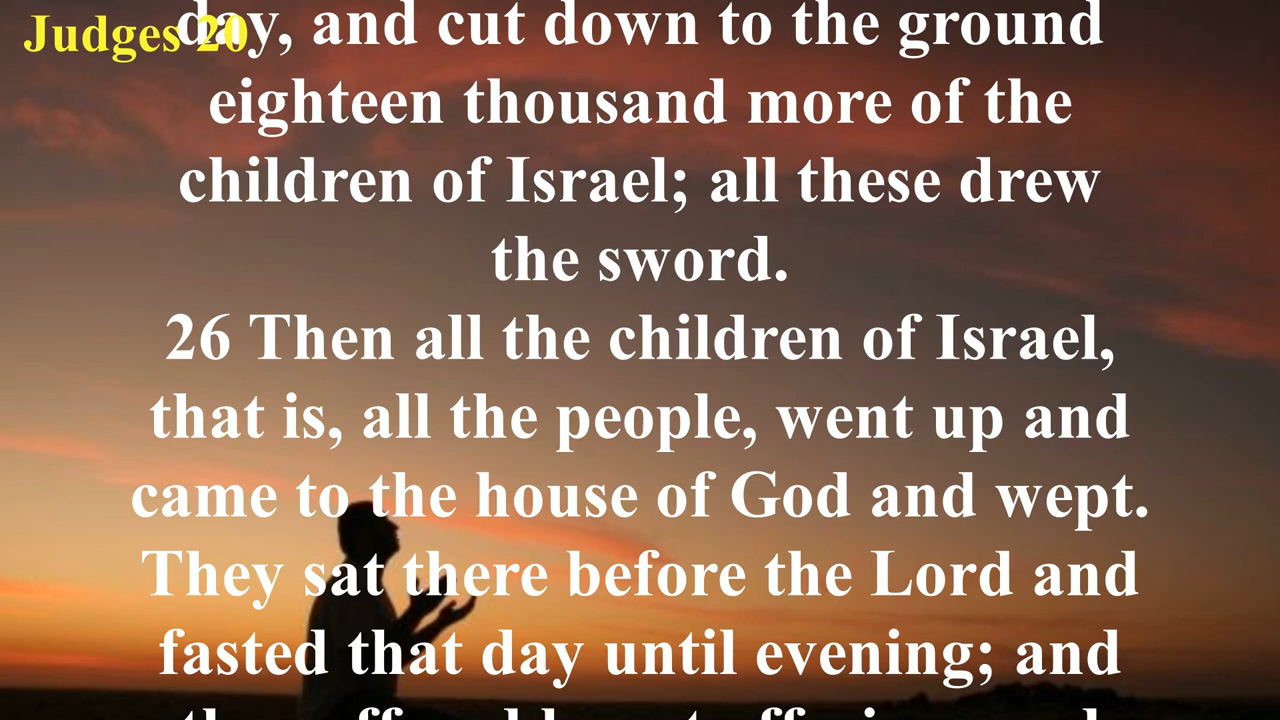 Judges 20
day, and cut down to the ground
eighteen thousand more of the
children of Israel; all these drew
the sword.
26 Then all the children of Israel,
that is, all the people, went up and
came to the house of God and wept.
They sat there before the Lord and
fasted that day until evening; and